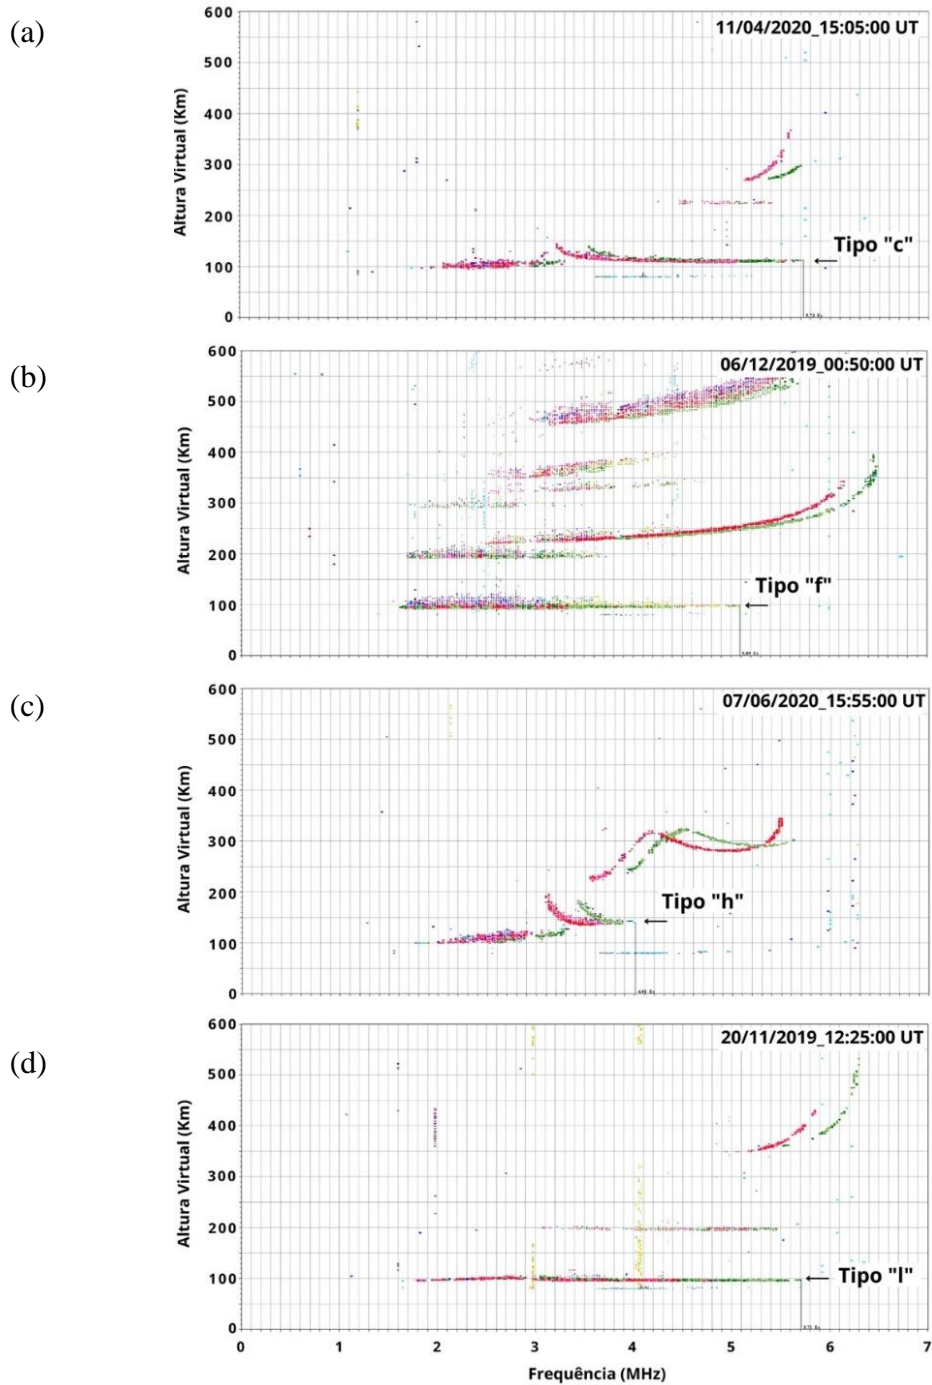 (a)
11/04/2020_15:05:00 UT
Altura Virtual (Km)
600
500
400
300
200
100
0
Tipo "c"
(b)
06/12/2019_00:50:00 UT
Altura Virtual (Km)
600
500
400
300
200
100
0
Tipo "f"
(c)
07/06/2020_15:55:00 UT
Altura Virtual (Km)
600
500
400
300
200
100
0
Tipo "h"
(d)
20/11/2019_12:25:00 UT
Altura Virtual (Km)
600
500
400
300
200
100
0
Tipo "l"
0 1 2 3 4 5 6 7
Frequência (MHz)